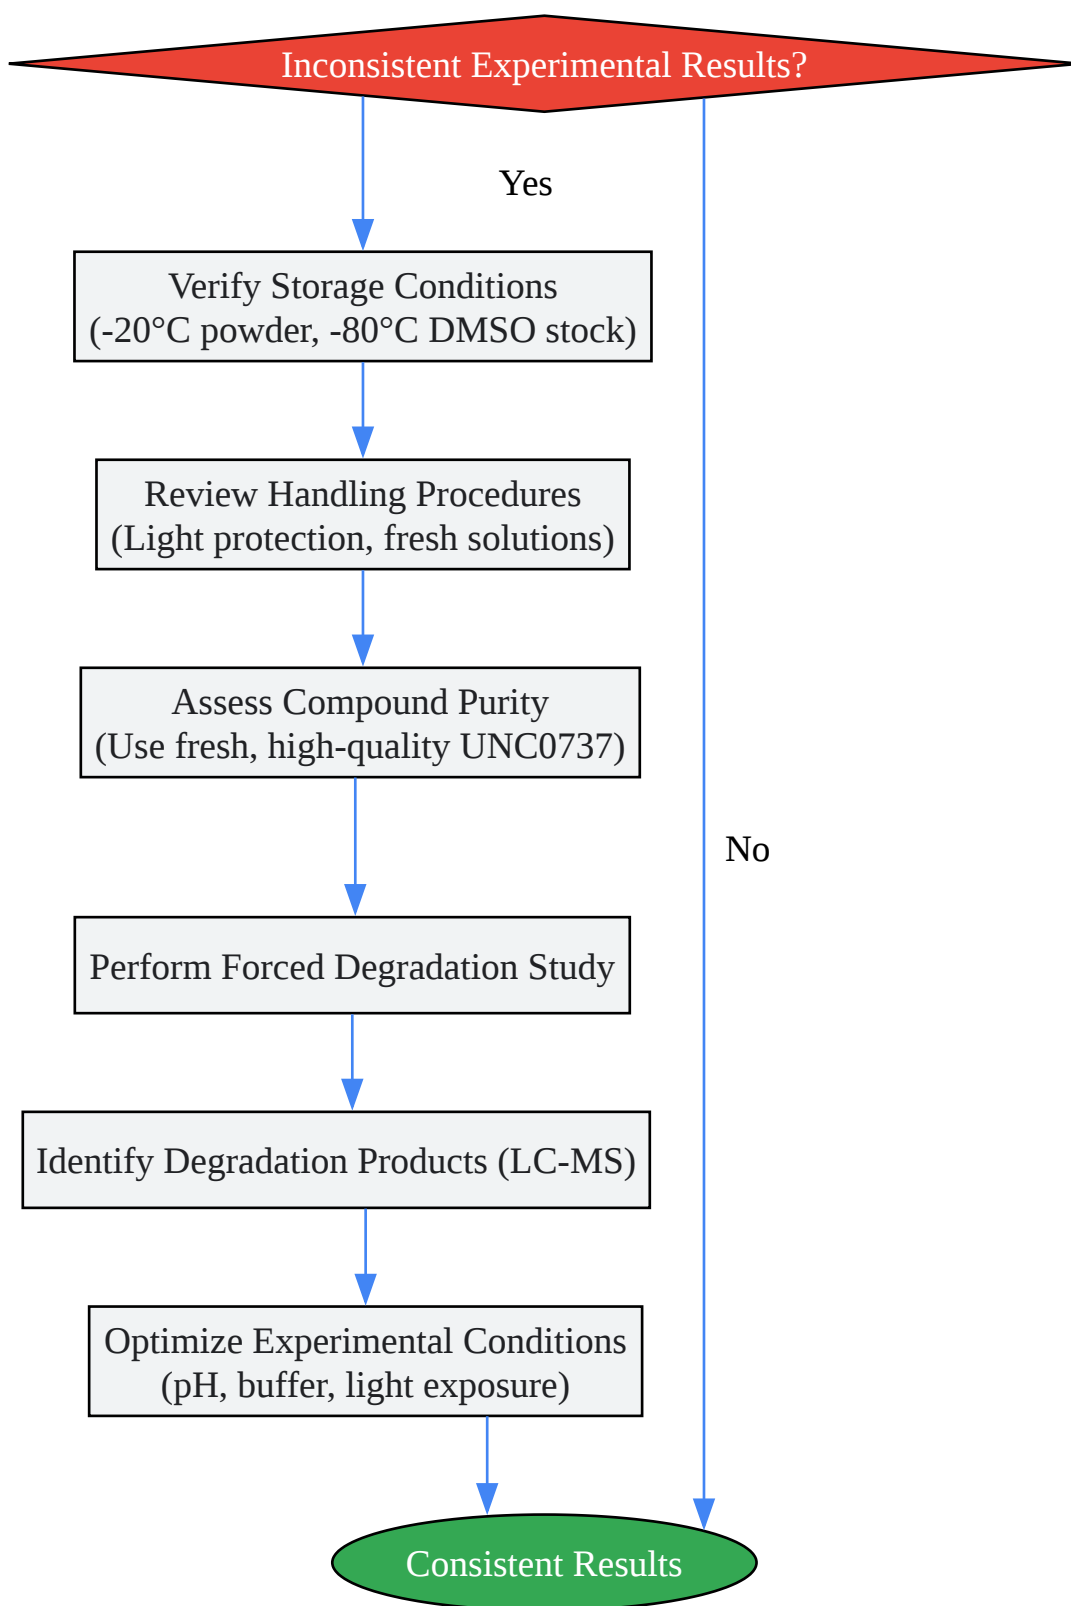 Inconsistent Experimental Results?
Yes
Verify Storage Conditions
(-20°C powder, -80°C DMSO stock)
Review Handling Procedures
(Light protection, fresh solutions)
Assess Compound Purity
(Use fresh, high-quality UNC0737)
No
Perform Forced Degradation Study
Identify Degradation Products (LC-MS)
Optimize Experimental Conditions
(pH, buffer, light exposure)
Consistent Results